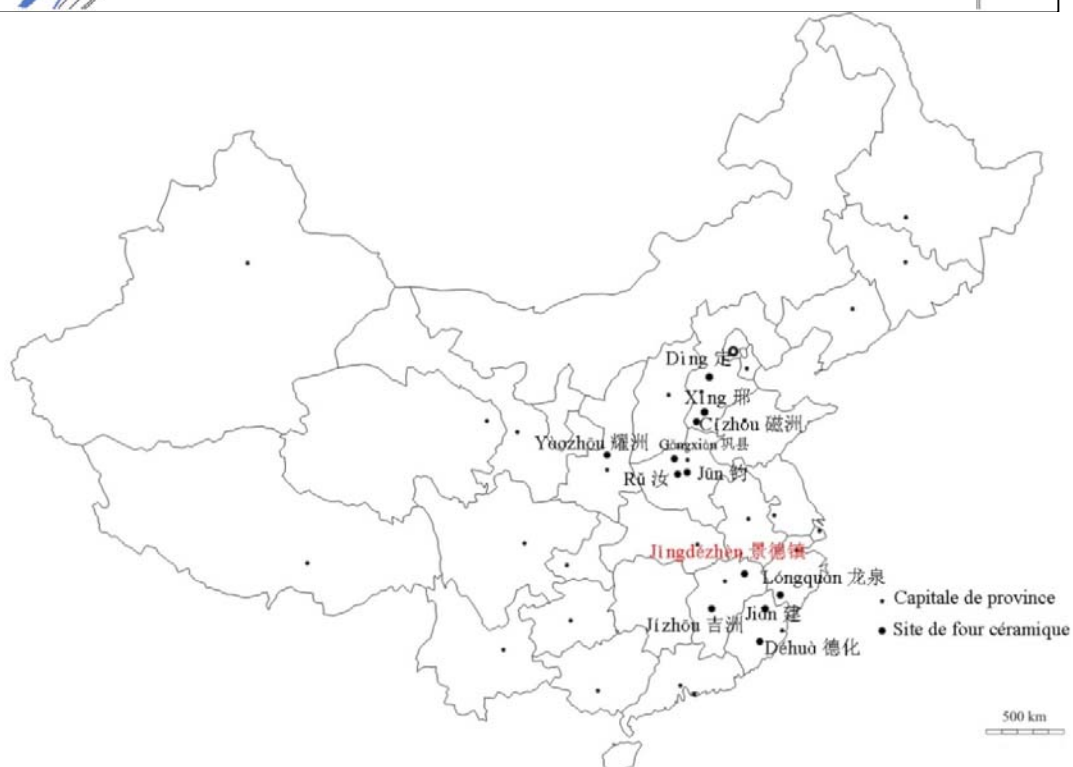 Dìng 定
Xíng 邢
Cízhōu 磁洲
Yàozhōu 耀洲
Gǒngxiàn 巩县
Rǔ 汝
Jūn 钧
Jǐngdézhèn 景德镇
Lóngquán 龙泉
Capitale de province
Jízhōu 吉洲
Jiàn 建
Site de four céramique
Déhuà 德化
500 km